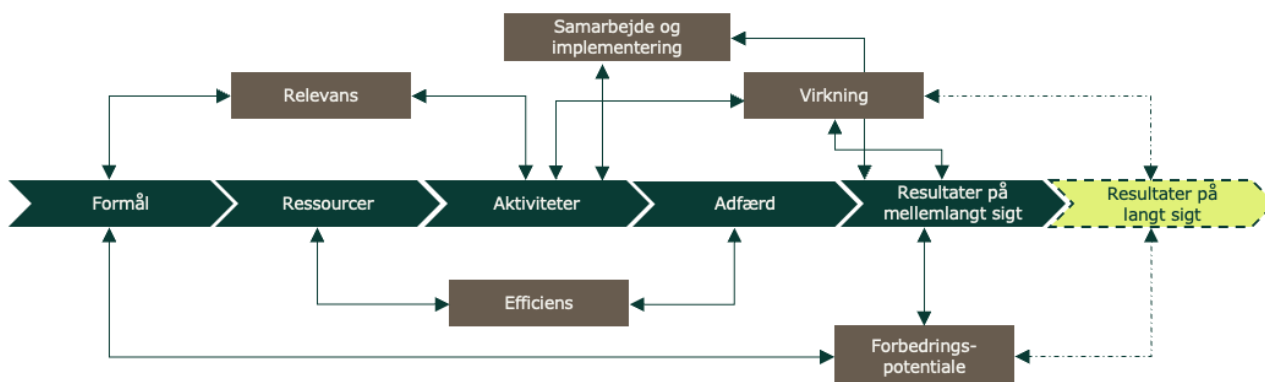 Samarbejde og
implementering
Relevans
Virkning
Formål
Ressourcer
Aktiviteter
Adfærd
Resultater på
mellemlangt sigt
Resultater på
langt sigt
Efficiens
Forbedrings-
potentiale